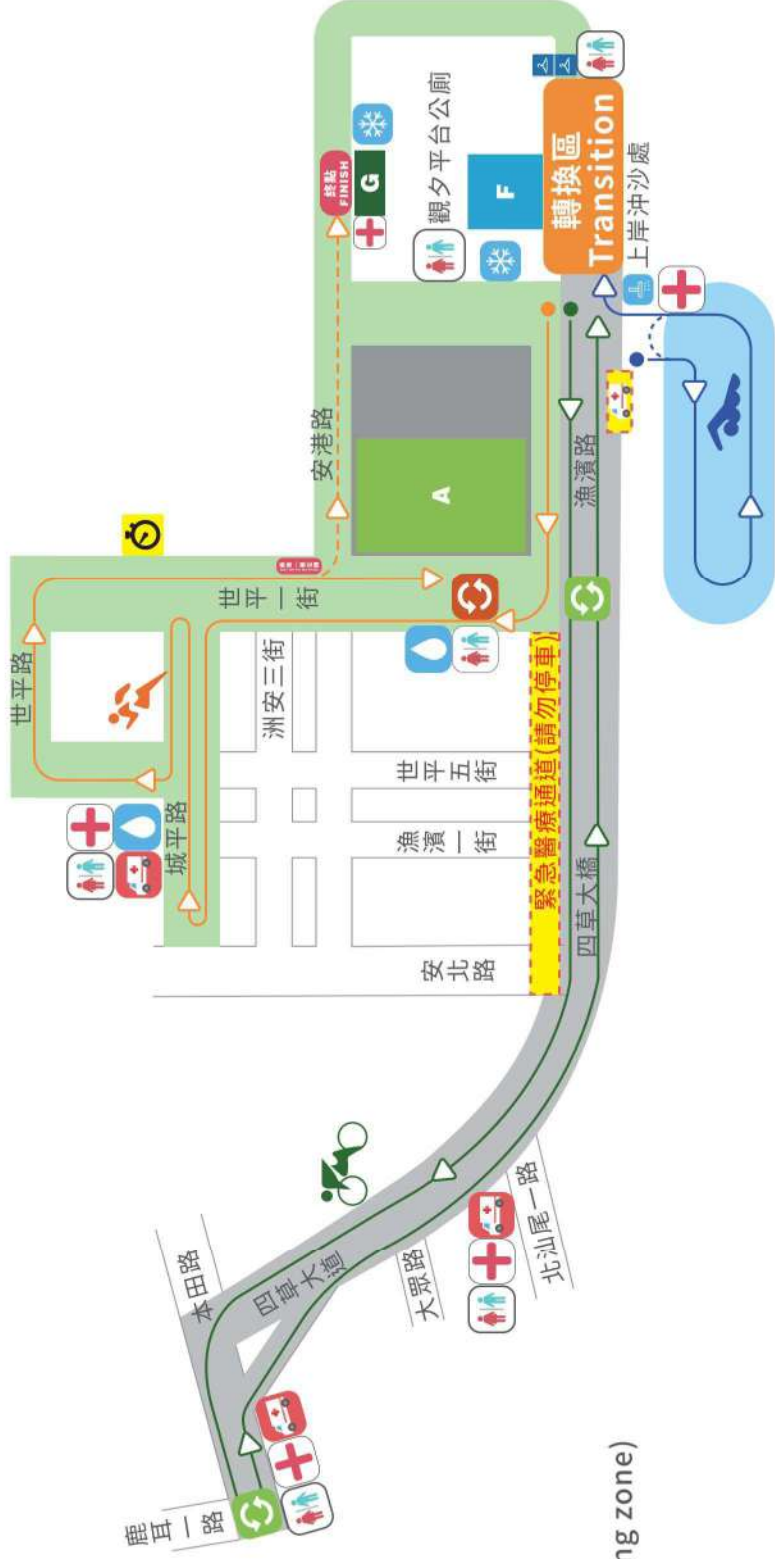 鹿耳一路
本田路
四草大道
大眾路
北汕尾一路
安北路
四草大橋
緊急醫療通道(請勿停車)
漁濱一街
世平五街
洲安三街
城平路
世平路
世平一街
安港路
漁濱路
A
終點
FINISH
G
觀夕平台公廁
F
轉換區
Transition
上岸沖沙處
ng zone)